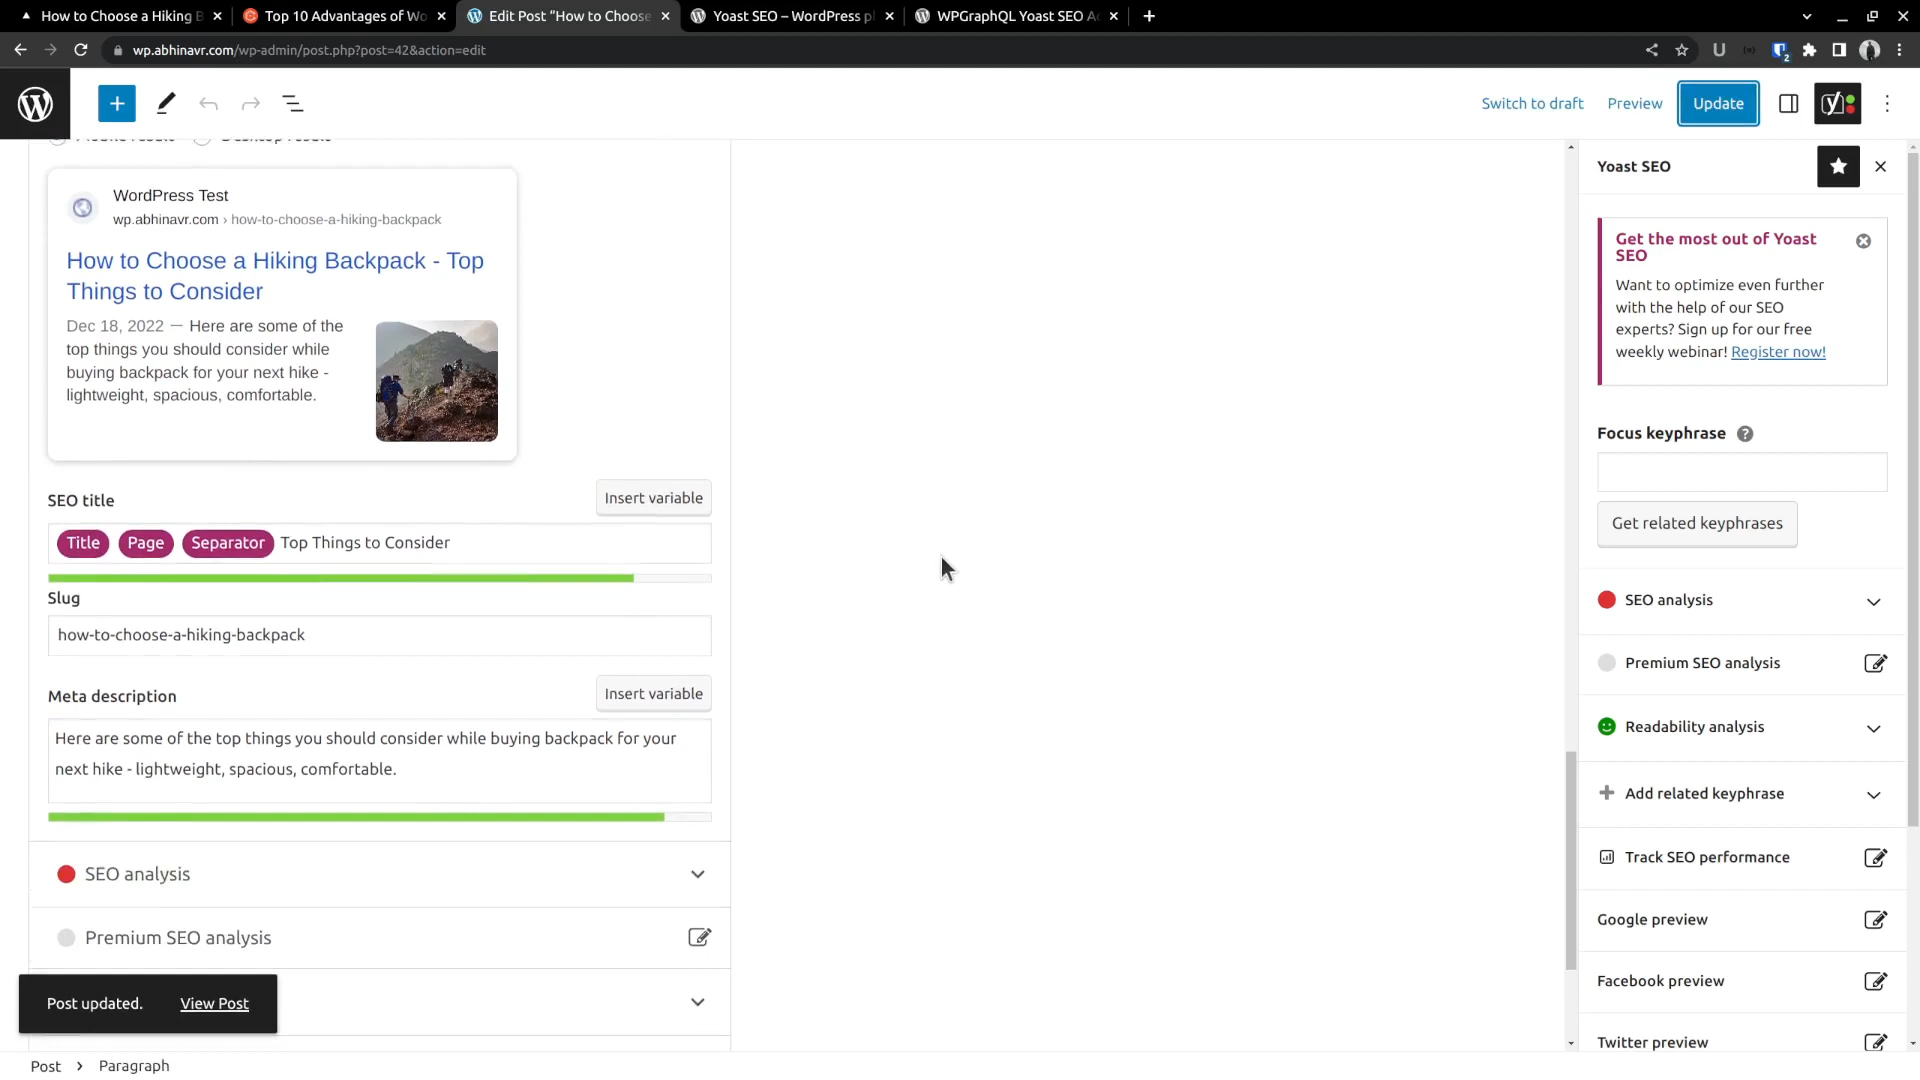 How to Choose a Hiking B
Top 10 Advantages of Wo
Edit Post “How to Choose
Yoast SEO – WordPress p
WPGraphQL Yoast SEO A
wp.abhinavr.com/wp-admin/post.php?post=42&action=edit
Switch to draft
Preview
Update
WordPress Test
wp.abhinavr.com › how-to-choose-a-hiking-backpack
How to Choose a Hiking Backpack - Top
Things to Consider
Dec 18, 2022 — Here are some of the
top things you should consider while
buying backpack for your next hike -
lightweight, spacious, comfortable.
SEO title
Insert variable
Title Page Separator Top Things to Consider
Slug
how-to-choose-a-hiking-backpack
Meta description
Insert variable
Here are some of the top things you should consider while buying backpack for your
next hike - lightweight, spacious, comfortable.
SEO analysis
Premium SEO analysis
Post updated.
View Post
Post › Paragraph
Yoast SEO
Get the most out of Yoast
SEO
Want to optimize even further
with the help of our SEO
experts? Sign up for our free
weekly webinar! Register now!
Focus keyphrase
Get related keyphrases
SEO analysis
Premium SEO analysis
Readability analysis
Add related keyphrase
Track SEO performance
Google preview
Facebook preview
Twitter preview